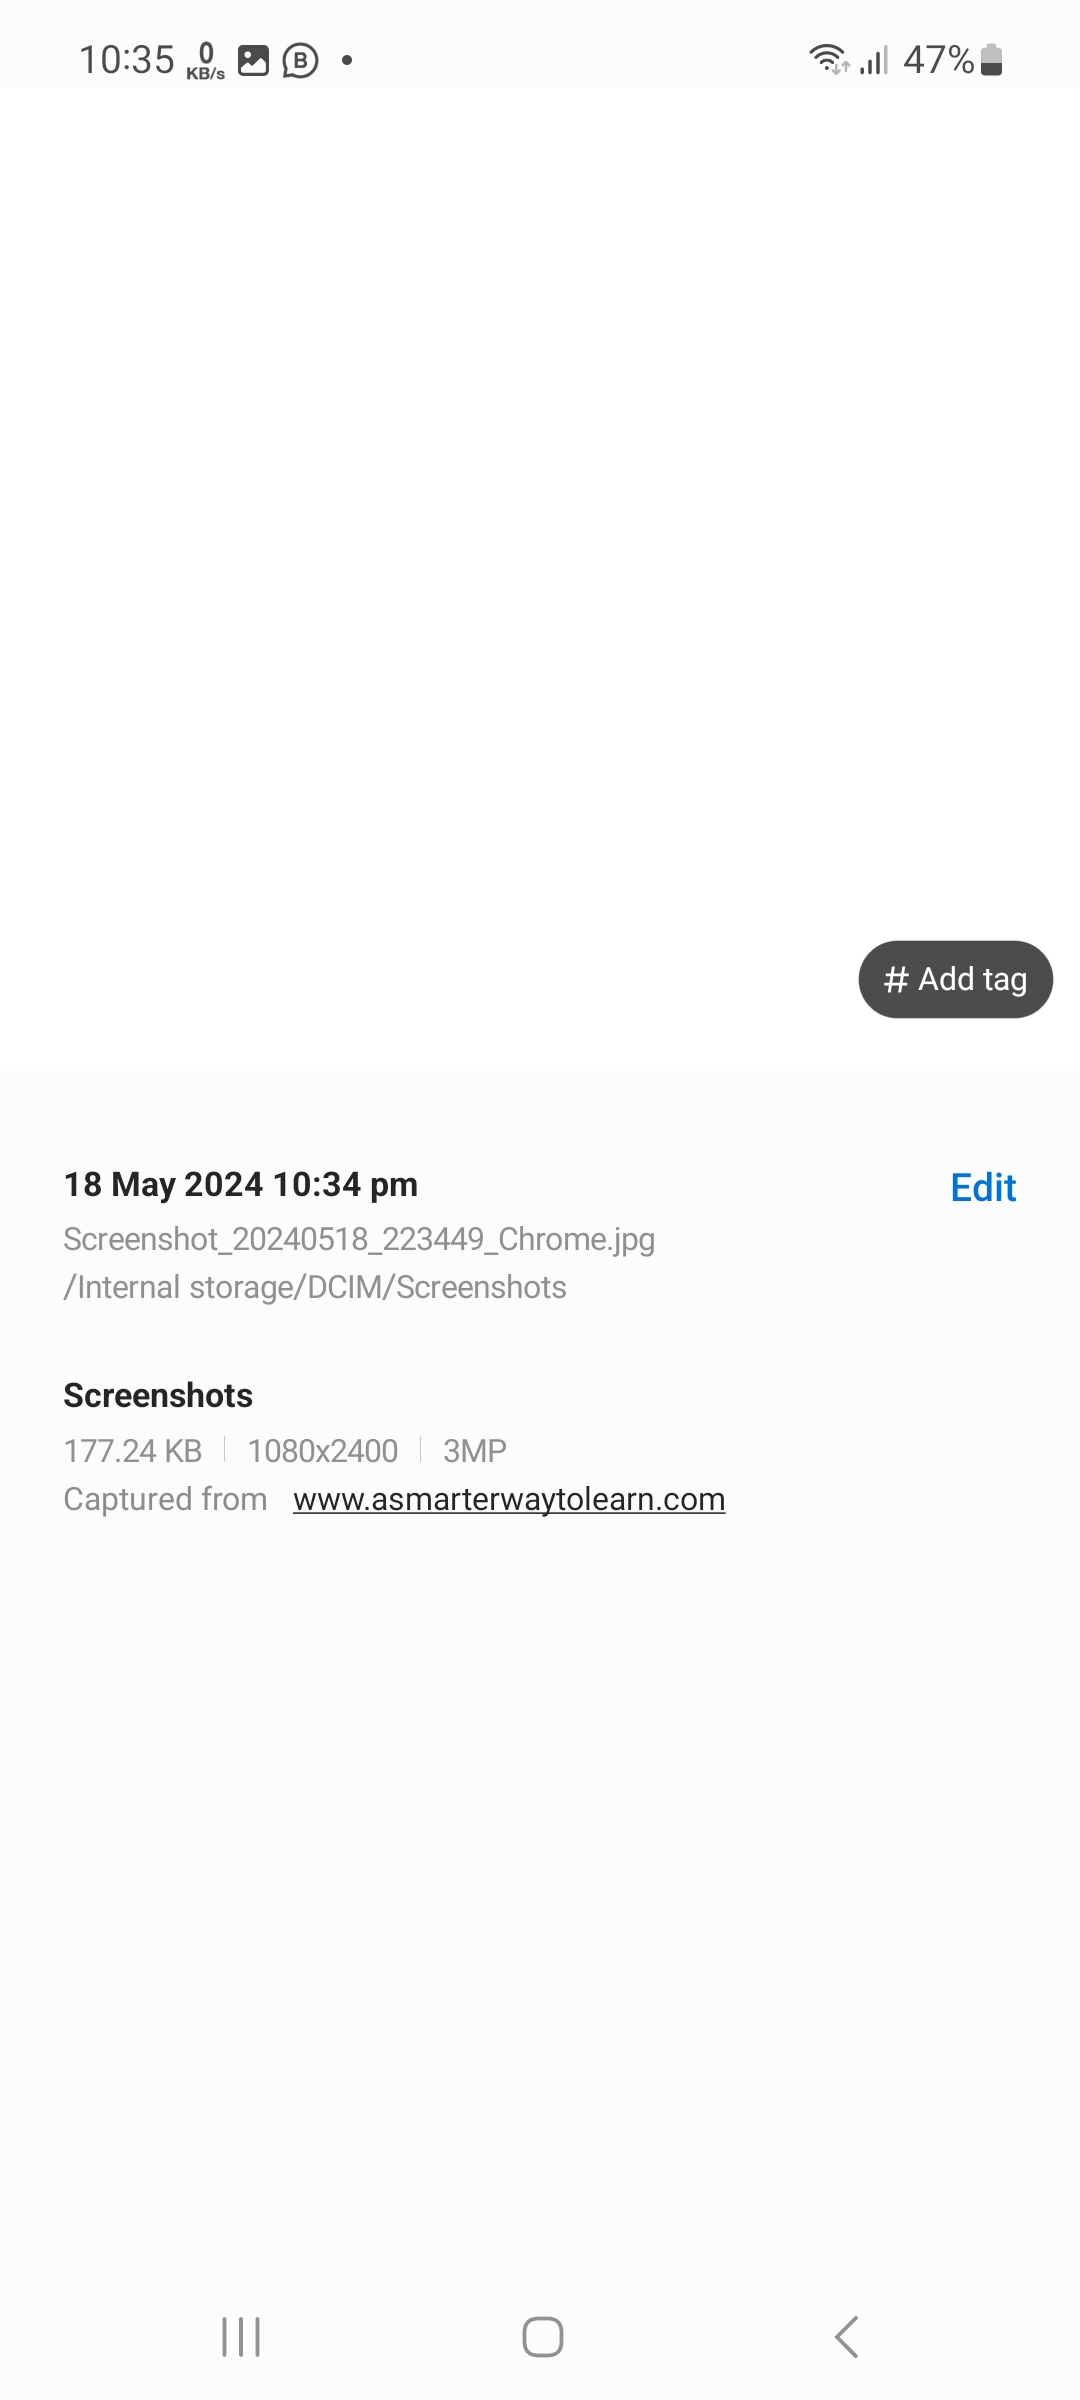 10:35 0 KB/s B 47%
# Add tag
18 May 2024 10:34 pm Edit
Screenshot_20240518_223449_Chrome.jpg
/Internal storage/DCIM/Screenshots
Screenshots
177.24 KB 1080x2400 3MP
Captured from www.asmarterwaytolearn.com